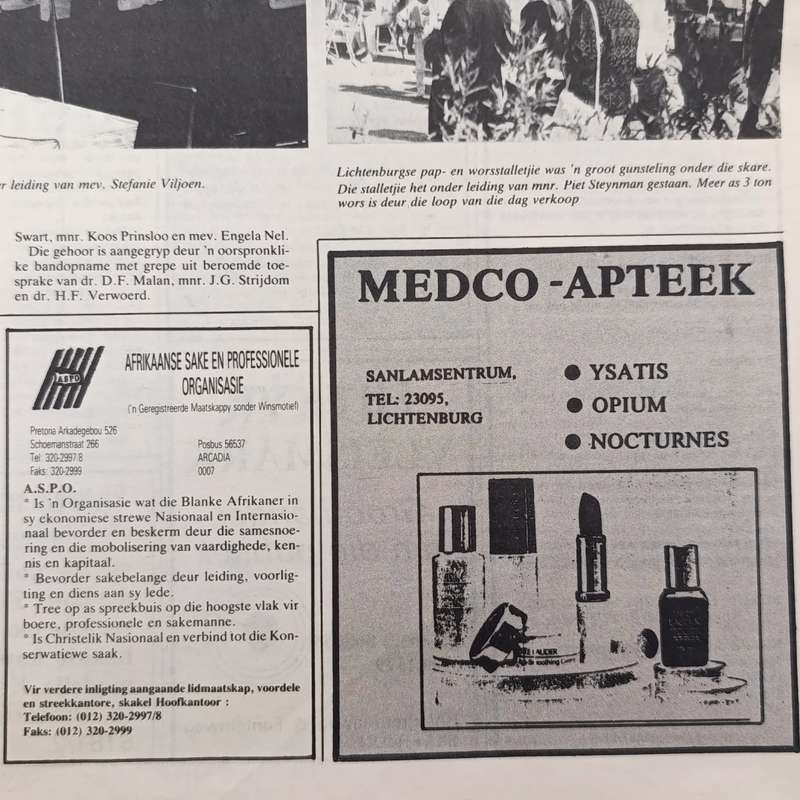 r leiding van mev. Stefanie Viljoen.
Lichtenburgse pap- en worsstalletjie was 'n groot gunsteling onder die skare.
Die stalletjie het onder leiding van mnr. Piet Steynman gestaan. Meer as 3 ton
wors is deur die loop van die dag verkoop
Swart, mnr. Koos Prinsloo en mev. Engela Nel.
Die gehoor is aangegryp deur 'n oorspronkli-
ke bandopname met grepe uit beroemde toe-
sprake van dr. D.F. Malan, mnr. J.G. Strijdom
en dr. H.F. Verwoerd.
ASPO
AFRIKAANSE SAKE EN PROFESSIONELE
ORGANISASIE
('n Geregistreerde Maatskappy sonder Winsmotief)
Pretoria Arkadegebou 526
Schoemanstraat 266
Tel: 320-2997/8
Faks: 320-2999
Posbus 56537
ARCADIA
0007
A.S.P.O.
* Is 'n Organisasie wat die Blanke Afrikaner in
sy ekonomiese strewe Nasionaal en Internasio-
naal bevorder en beskerm deur die samesnoe-
ring en die mobolisering van vaardighede, ken-
nis en kapitaal.
* Bevorder sakebelange deur leiding, voorlig-
ting en diens aan sy lede.
* Tree op as spreekbuis op die hoogste vlak vir
boere, professionele en sakemanne.
* Is Christelik Nasionaal en verbind tot die Kon-
serwatiewe saak.
Vir verdere inligting aangaande lidmaatskap, voordele
en streekkantore, skakel Hoofkantoor :
Telefoon: (012) 320-2997/8
Faks: (012) 320-2999
MEDCO -APTEEK
SANLAMSENTRUM,
TEL: 23095,
LICHTENBURG
● YSATIS
● OPIUM
● NOCTURNES
LAUDER